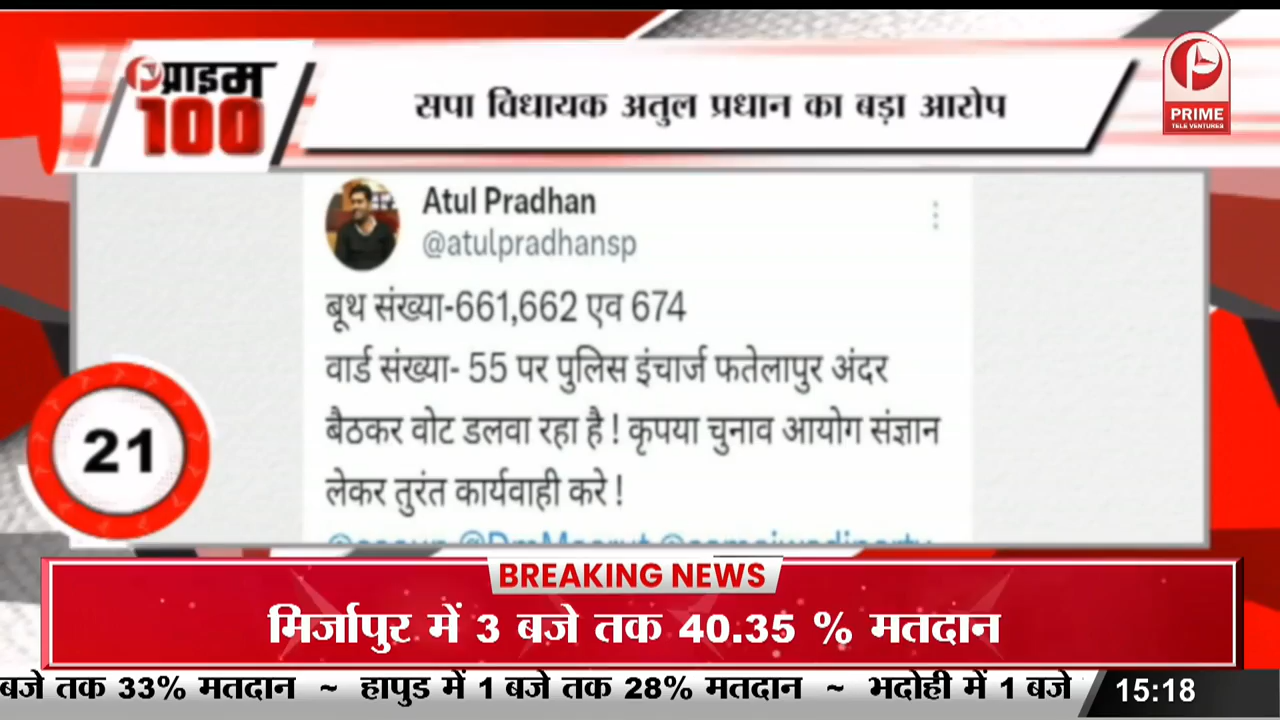 प्राइम
100
सपा विधायक अतुल प्रधान का बड़ा आरोप
PRIME
TELE VENTURES
Atul Pradhan
@atulpradhansp
बूथ संख्या-661,662 एव 674
वार्ड संख्या- 55 पर पुलिस इंचार्ज फतेलापुर अंदर
बैठकर वोट डलवा रहा है ! कृपया चुनाव आयोग संज्ञान
लेकर तुरंत कार्यवाही करे !
21
BREAKING NEWS
मिर्जापुर में 3 बजे तक 40.35 % मतदान
बजे तक 33% मतदान ~ हापुड में 1 बजे तक 28% मतदान ~ भदोही में 1 बजे
15:18